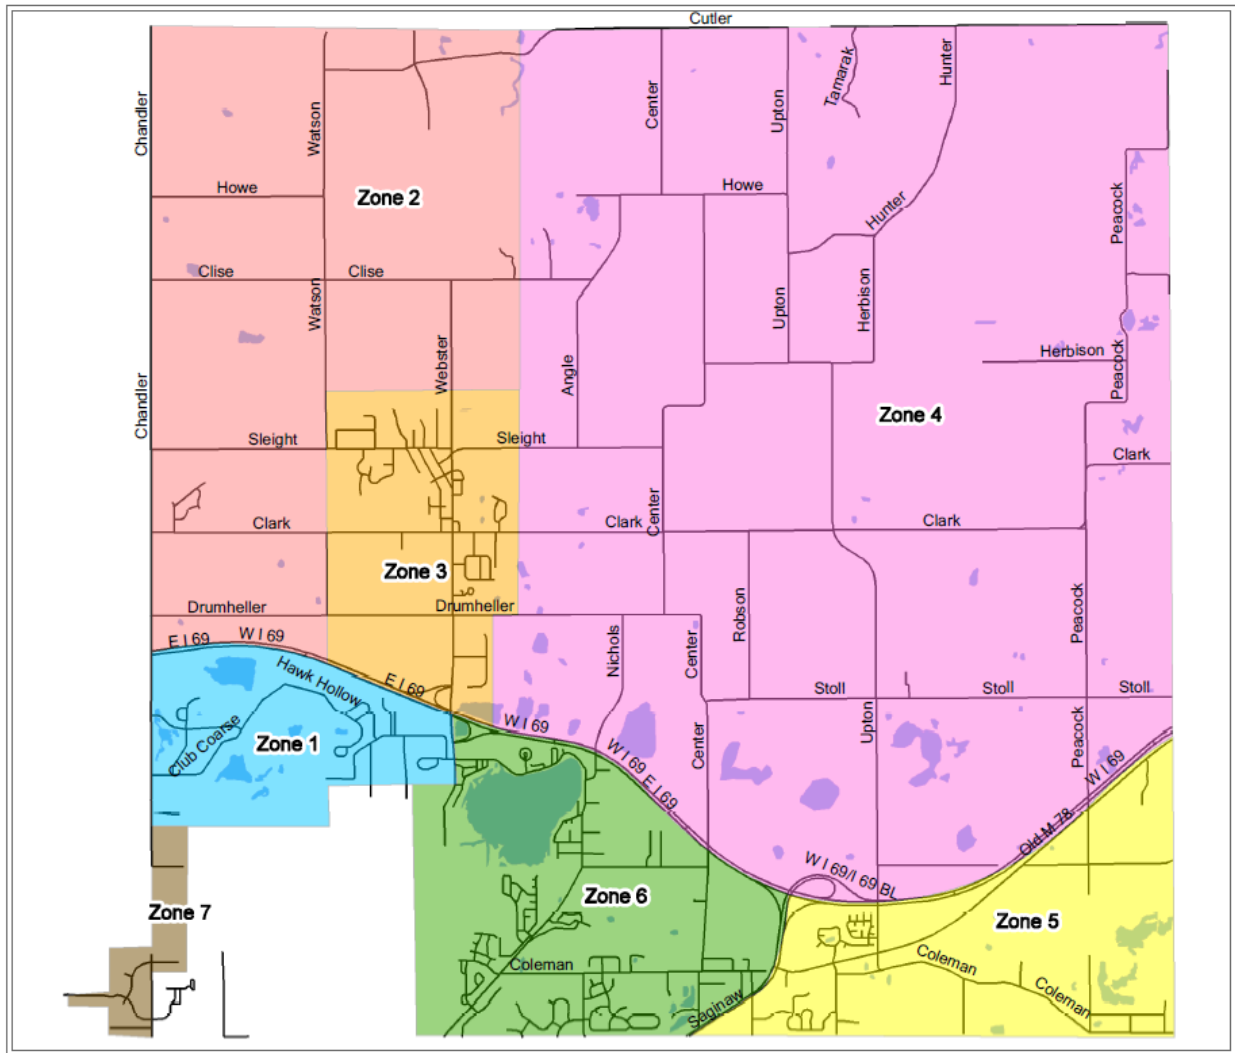 Cutler
Chandler
Watson
Center
Upton
Tamarak
Hunter
Howe
Zone 2
Howe
Hunter
Peacock
Clise
Clise
Watson
Upton
Herbison
Webster
Angle
Herbison
Peacock
Chandler
Zone 4
Sleight
Sleight
Clark
Clark
Clark
Center
Clark
Zone 3
Drumheller
Drumheller
Robson
Peacock
E I 69
W I 69
Nichols
Center
Hawk Hollow
E I 69
Stoll
Stoll
Stoll
Club Coarse
Zone 1
W I 69
W I 69 E I 69
Center
Upton
Peacock
W I 69
Old M 78
W I 69/I 69 BL
Zone 6
Zone 7
Zone 5
Coleman
Coleman
Coleman
Saginaw